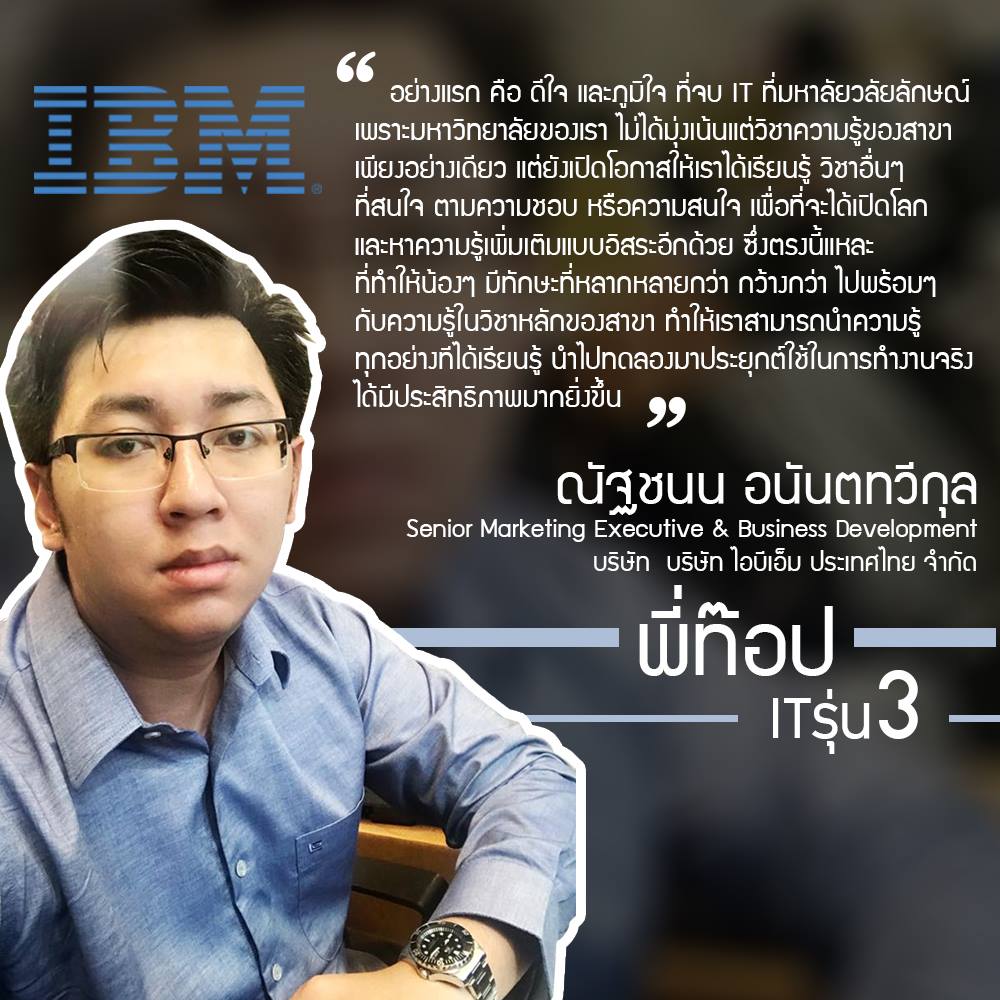 IBM®
“ อย่างแรก คือ ดีใจ และภูมิใจ ที่จบ IT ที่มหาลัยวลัยลักษณ์
เพราะมหาวิทยาลัยของเรา ไม่ได้มุ่งเน้นแต่วิชาความรู้ของสาขา
เพียงอย่างเดียว แต่ยังเปิดโอกาสให้เราได้เรียนรู้ วิชาอื่นๆ
ที่สนใจ ตามความชอบ หรือความสนใจ เพื่อที่จะได้เปิดโลก
และหาความรู้เพิ่มเติมแบบอิสระอีกด้วย ซึ่งตรงนี้แหละ
ที่ทำให้น้องๆ มีทักษะที่หลากหลายกว่า กว้างกว่า ไปพร้อมๆ
กับความรู้ในวิชาหลักของสาขา ทำให้เราสามารถนำความรู้
ทุกอย่างที่ได้เรียนรู้ นำไปทดลองมาประยุกต์ใช้ในการทำงานจริง
ได้มีประสิทธิภาพมากยิ่งขึ้น ”
ณัฐชนน อนันตทวีกุล
Senior Marketing Executive & Business Development
บริษัท บริษัท ไอบีเอ็ม ประเทศไทย จำกัด
พี่ท๊อป
ITรุ่น 3